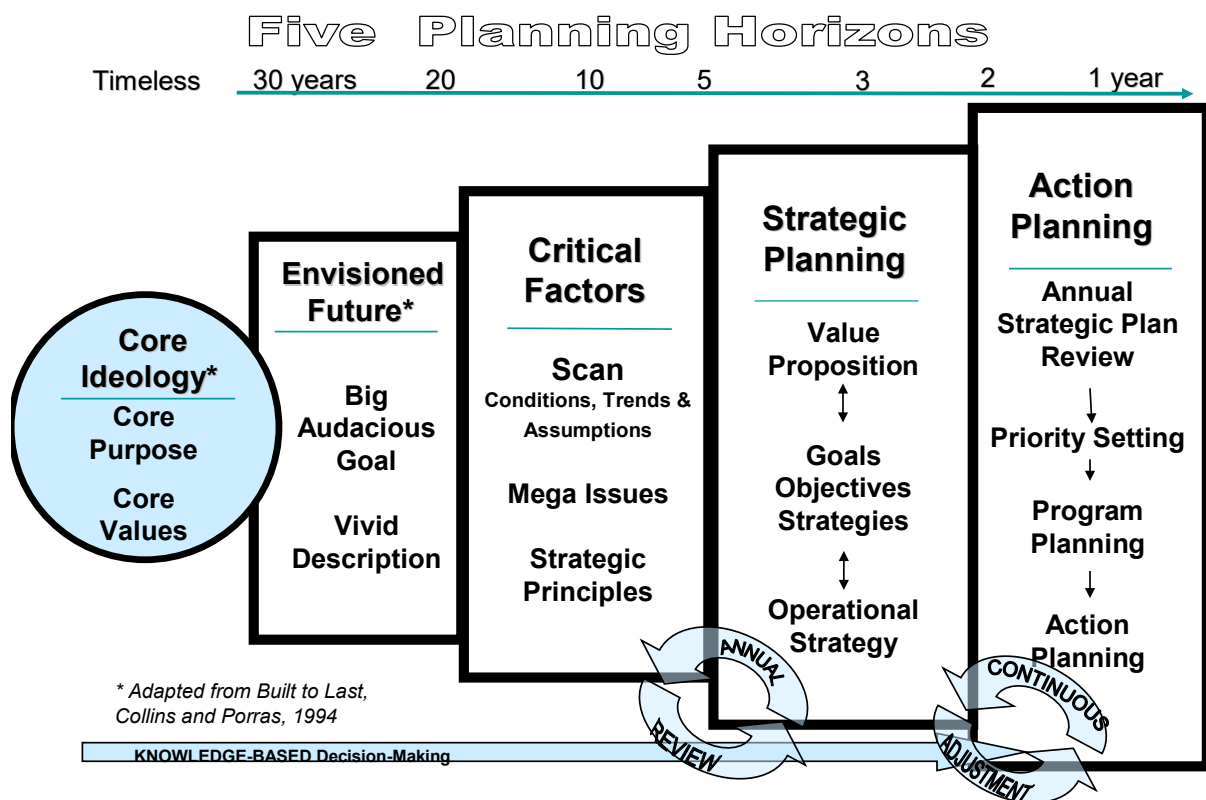 Five Planning Horizons
Timeless 30 years 20 10 5 3 2 1 year
Core
Ideology*
Core
Purpose
Core
Values
Envisioned
Future*
Big
Audacious
Goal
Vivid
Description
Critical
Factors
Scan
Conditions, Trends &
Assumptions
Mega Issues
Strategic
Principles
Strategic
Planning
Value
Proposition
Goals
Objectives
Strategies
Operational
Strategy
Action
Planning
Annual
Strategic Plan
Review
Priority Setting
Program
Planning
Action
Planning
ANNUAL
REVIEW
CONTINUOUS
ADJUSTMENT
* Adapted from Built to Last,
Collins and Porras, 1994
KNOWLEDGE-BASED Decision-Making